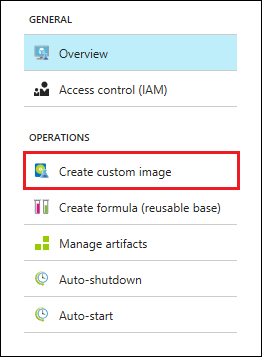 GENERAL
Overview
Access control (IAM)
OPERATIONS
Create custom image
Create formula (reusable base)
Manage artifacts
Auto-shutdown
Auto-start